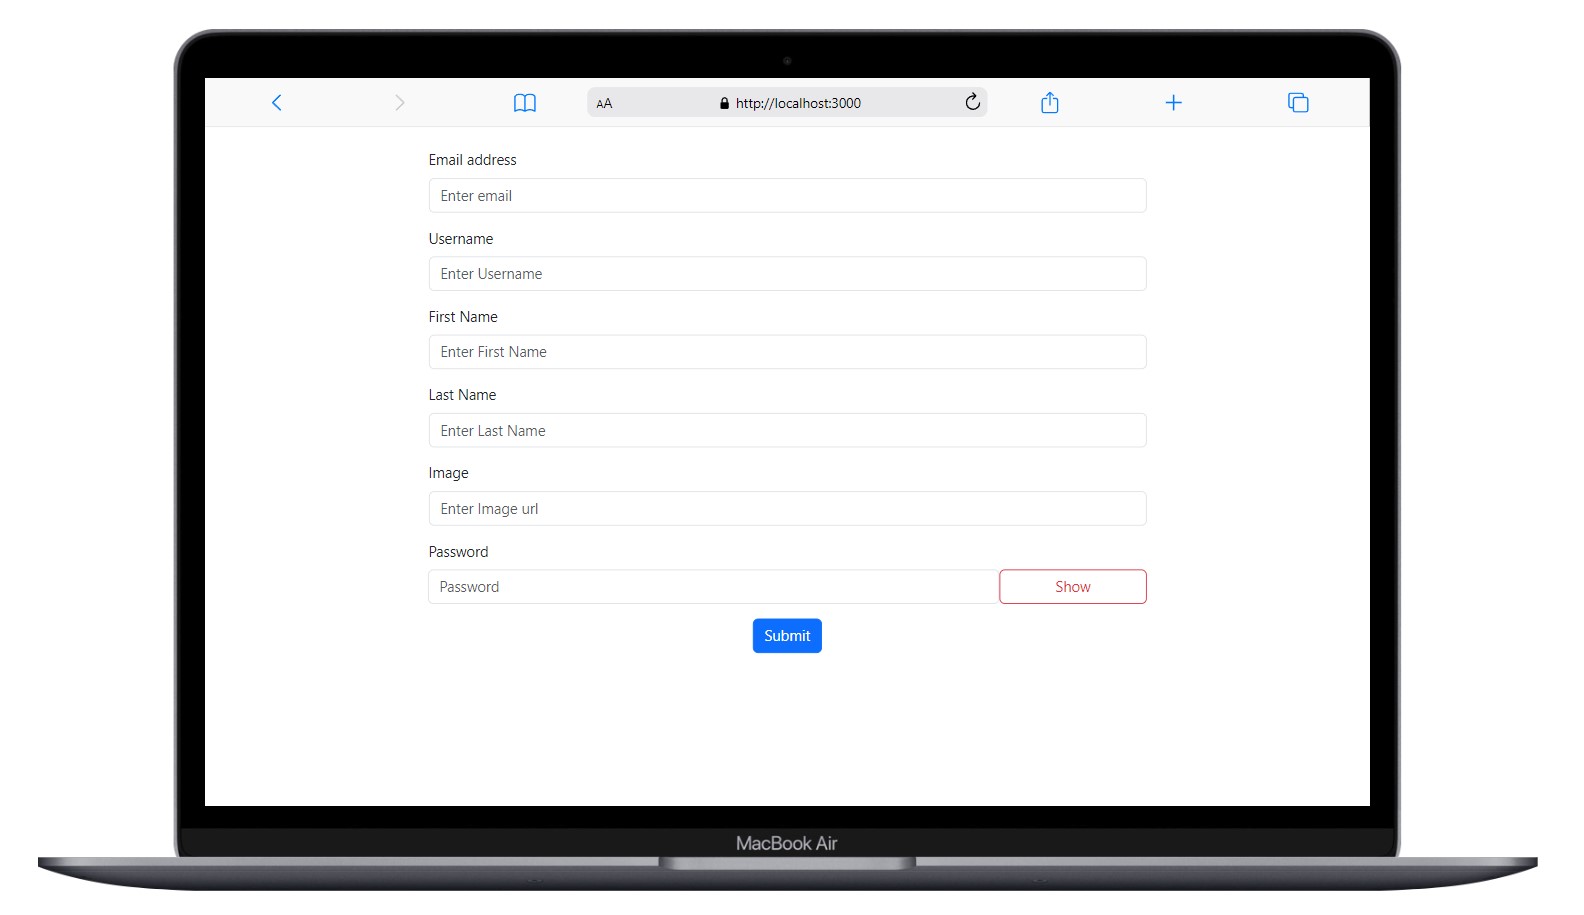 AA http://localhost:3000
Email address
Enter email
Username
Enter Username
First Name
Enter First Name
Last Name
Enter Last Name
Image
Enter Image url
Password
Password Show
Submit
MacBook Air